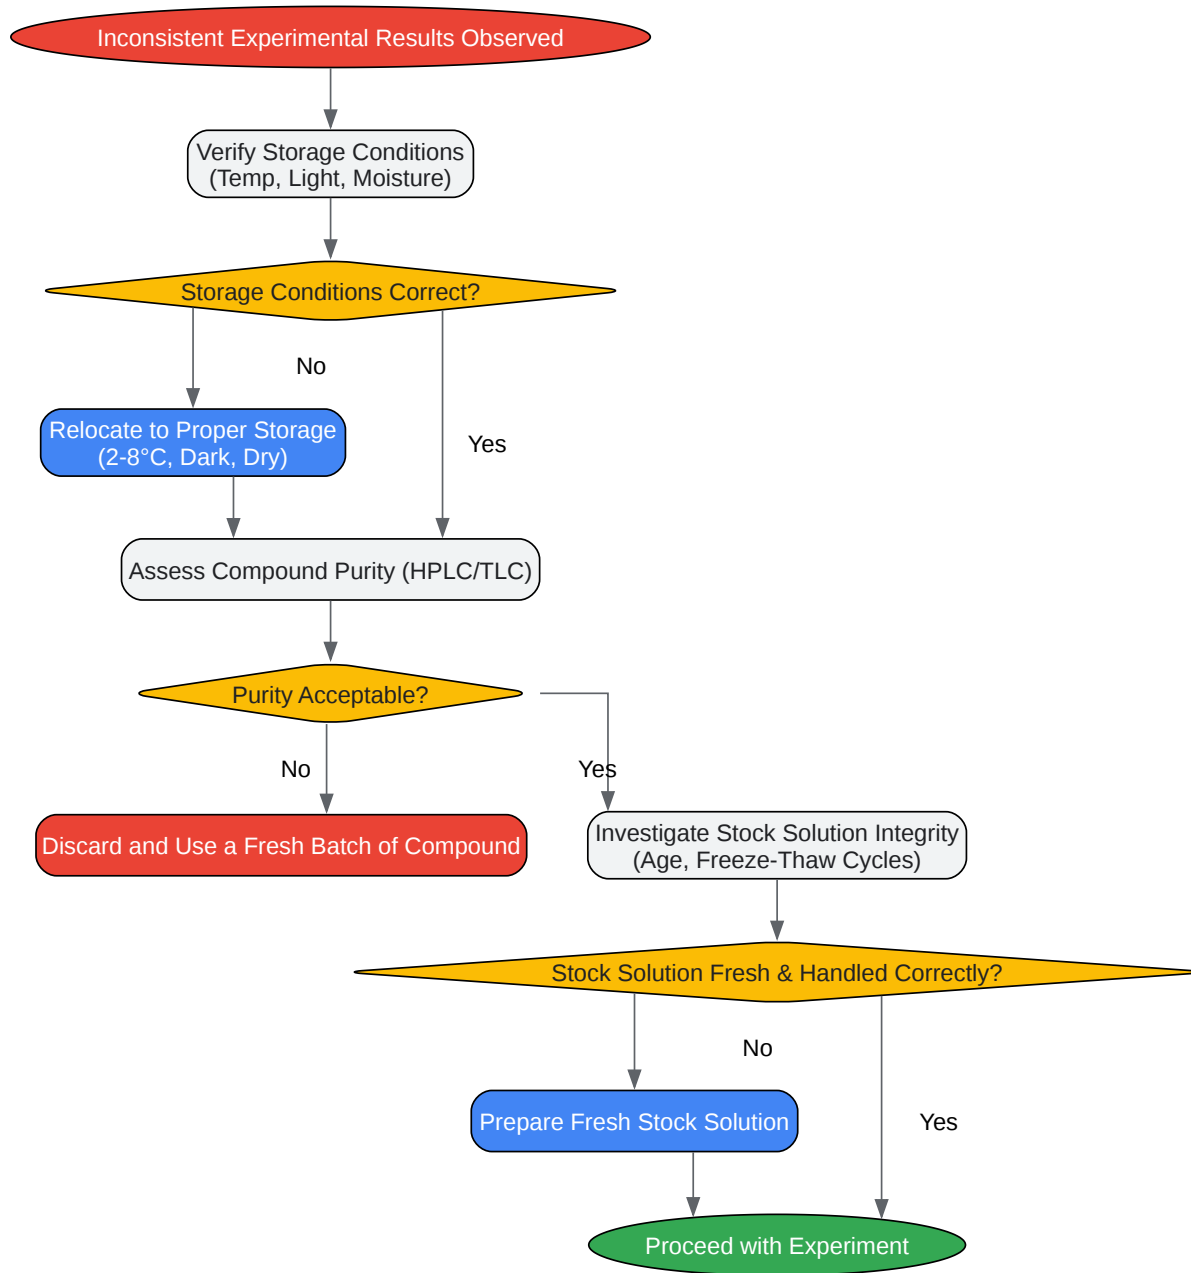 Inconsistent Experimental Results Observed
Verify Storage Conditions
(Temp, Light, Moisture)
Storage Conditions Correct?
No
Relocate to Proper Storage
(2-8°C, Dark, Dry)
Yes
Assess Compound Purity (HPLC/TLC)
Purity Acceptable?
No
Yes
Discard and Use a Fresh Batch of Compound
Investigate Stock Solution Integrity
(Age, Freeze-Thaw Cycles)
Stock Solution Fresh & Handled Correctly?
No
Prepare Fresh Stock Solution
Yes
Proceed with Experiment